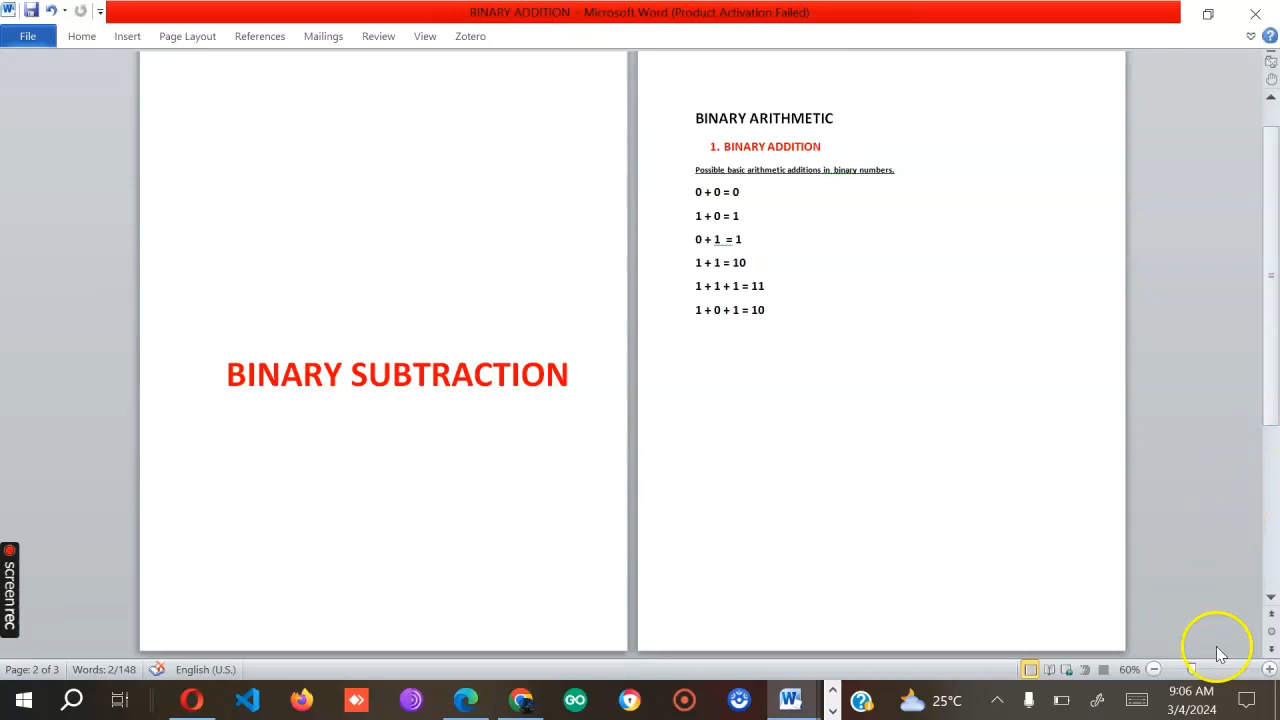 BINARY ADDITION - Microsoft Word (Product Activation Failed)
File Home Insert Page Layout References Mailings Review View Zotero
BINARY SUBTRACTION
BINARY ARITHMETIC
1. BINARY ADDITION
Possible basic arithmetic additions in binary numbers.
0 + 0 = 0
1 + 0 = 1
0 + 1 = 1
1 + 1 = 10
1 + 1 + 1 = 11
1 + 0 + 1 = 10
screen rec
Page: 2 of 3 Words: 2/148 English (U.S.) 60%
GO 25°C 9:06 AM
3/4/2024